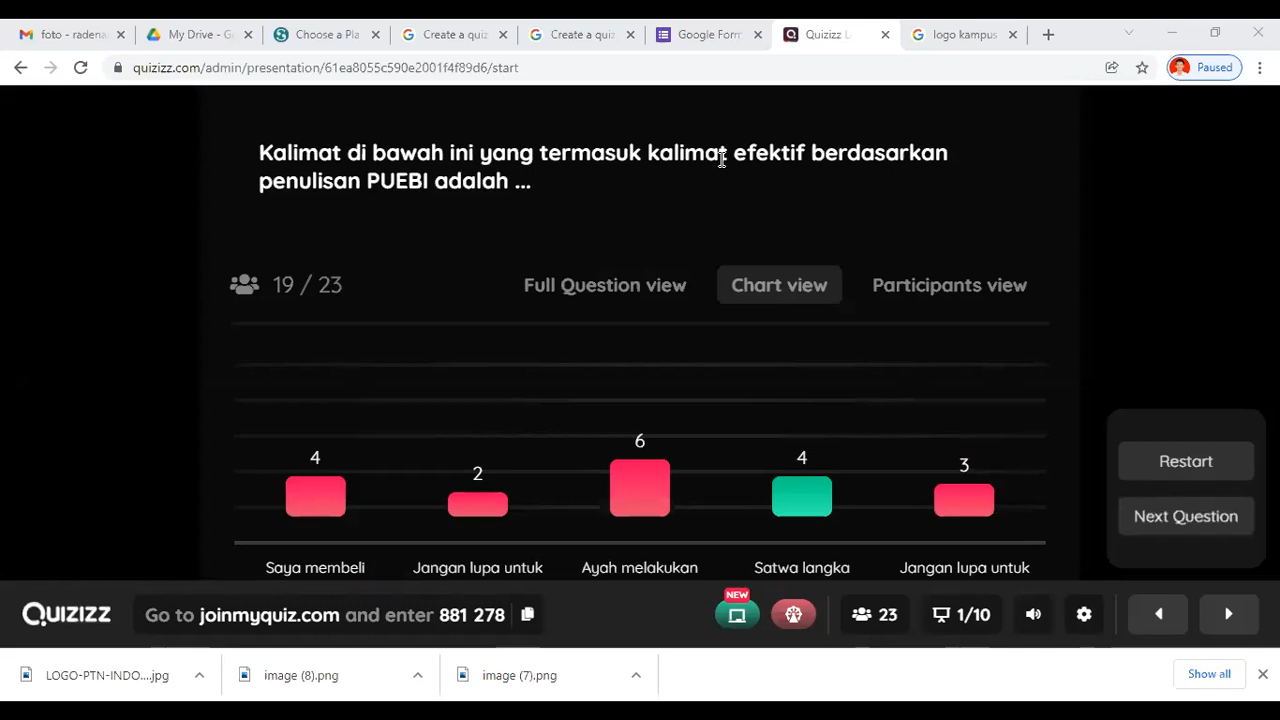 foto - radena
My Drive - G
Choose a Pla
Create a quiz
Create a quiz
Google Form
Quizizz L
logo kampus
quizizz.com/admin/presentation/61ea8055c590e2001f4f89d6/start
Paused
Kalimat di bawah ini yang termasuk kalimat efektif berdasarkan
penulisan PUEBI adalah ...
19 / 23
Full Question view
Chart view
Participants view
4
2
6
4
3
Restart
Next Question
Saya membeli
Jangan lupa untuk
Ayah melakukan
Satwa langka
Jangan lupa untuk
QUIZIZZ
Go to joinmyquiz.com and enter 881 278
NEW
23
1/10
LOGO-PTN-INDO....jpg
image (8).png
image (7).png
Show all